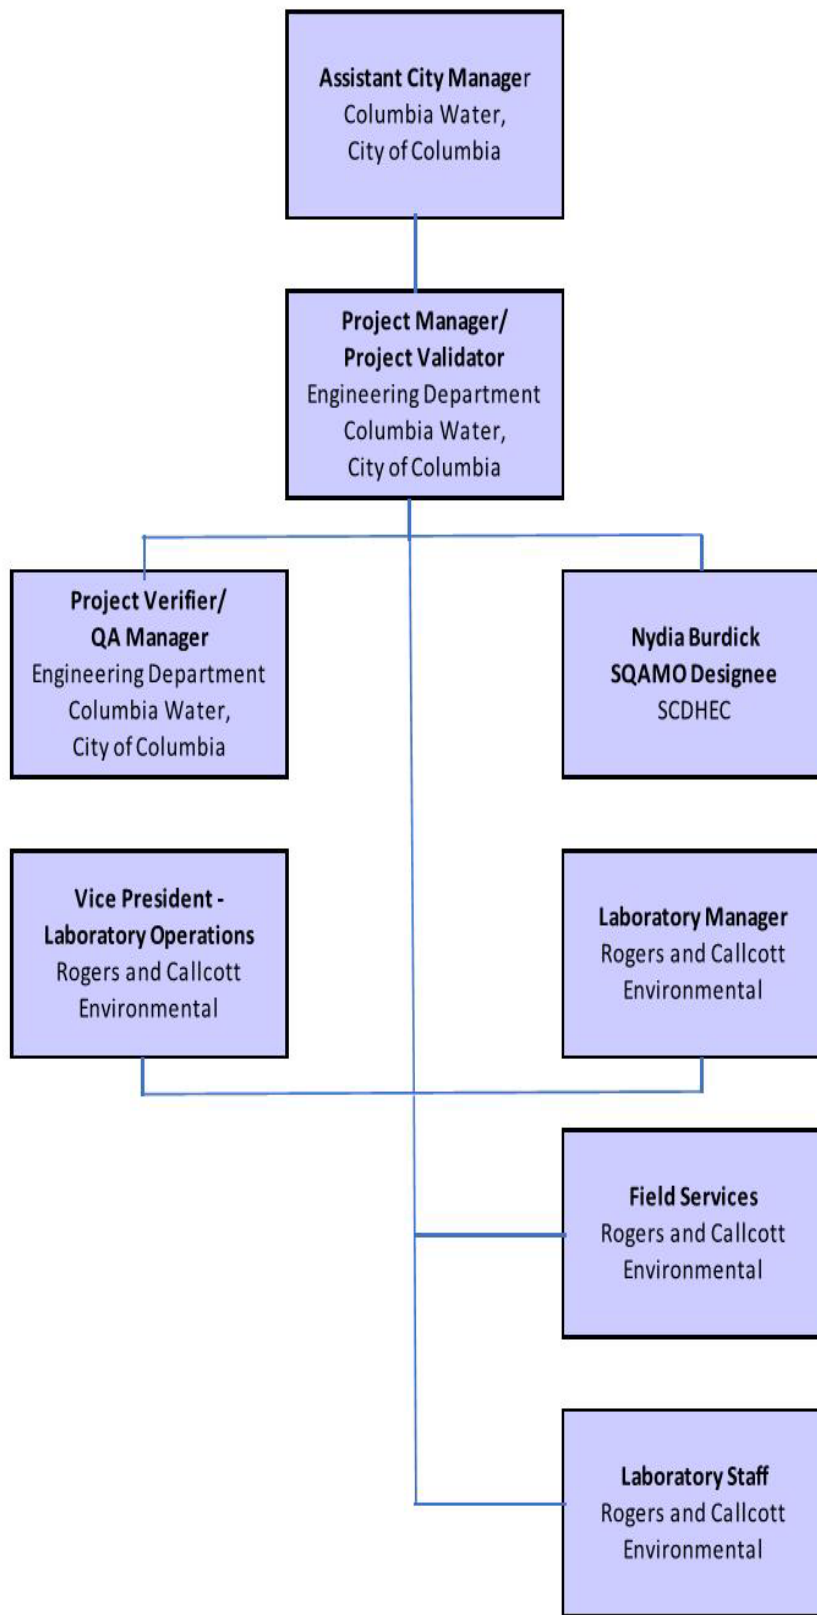 Assistant City Manager
Columbia Water,
City of Columbia
Project Manager/
Project Validator
Engineering Department
Columbia Water,
City of Columbia
Project Verifier/
QA Manager
Engineering Department
Columbia Water,
City of Columbia
Nydia Burdick
SQAMO Designee
SCDHEC
Vice President -
Laboratory Operations
Rogers and Callcott
Environmental
Laboratory Manager
Rogers and Callcott
Environmental
Field Services
Rogers and Callcott
Environmental
Laboratory Staff
Rogers and Callcott
Environmental